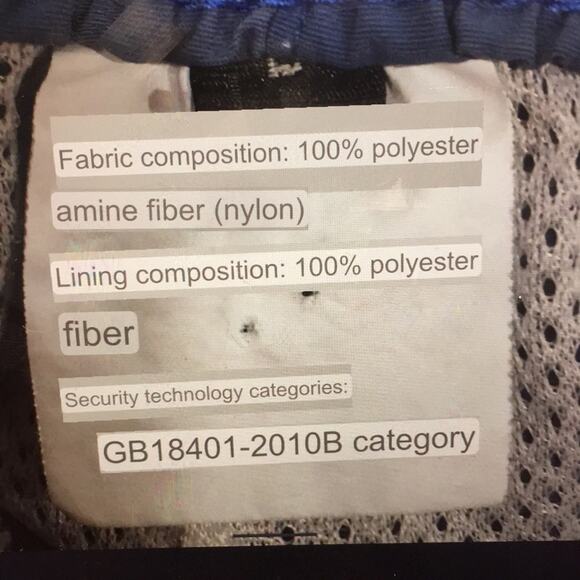 Fabric composition: 100% polyester
amine fiber (nylon)
Lining composition: 100% polyester
fiber
Security technology categories:
GB18401-2010B category